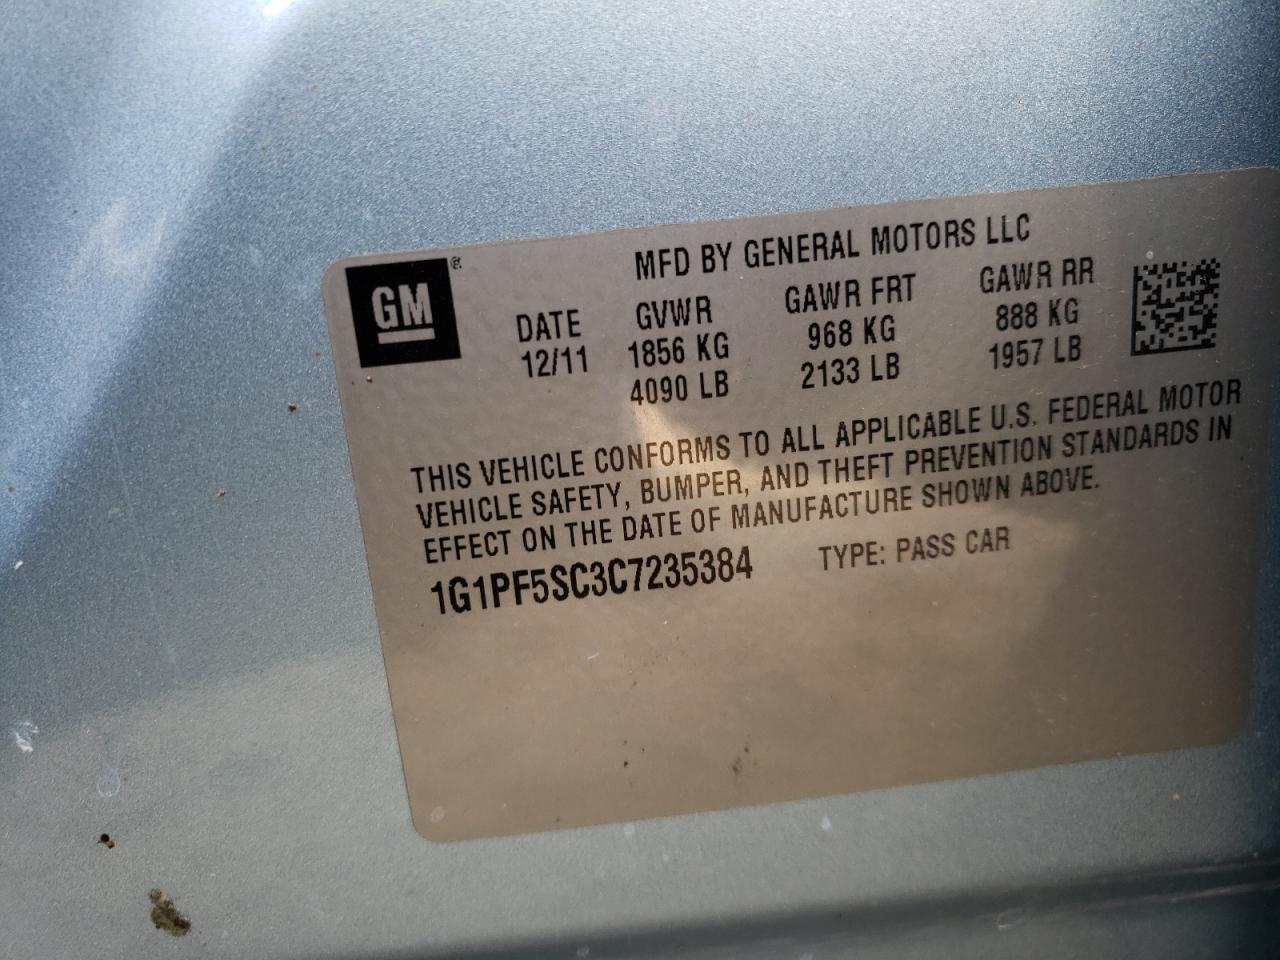 GM®
MFD BY GENERAL MOTORS LLC
DATE GVWR GAWR FRT GAWR RR
12/11 1856 KG 968 KG 888 KG
4090 LB 2133 LB 1957 LB
THIS VEHICLE CONFORMS TO ALL APPLICABLE U.S. FEDERAL MOTOR
VEHICLE SAFETY, BUMPER, AND THEFT PREVENTION STANDARDS IN
EFFECT ON THE DATE OF MANUFACTURE SHOWN ABOVE.
1G1PF5SC3C7235384 TYPE: PASS CAR